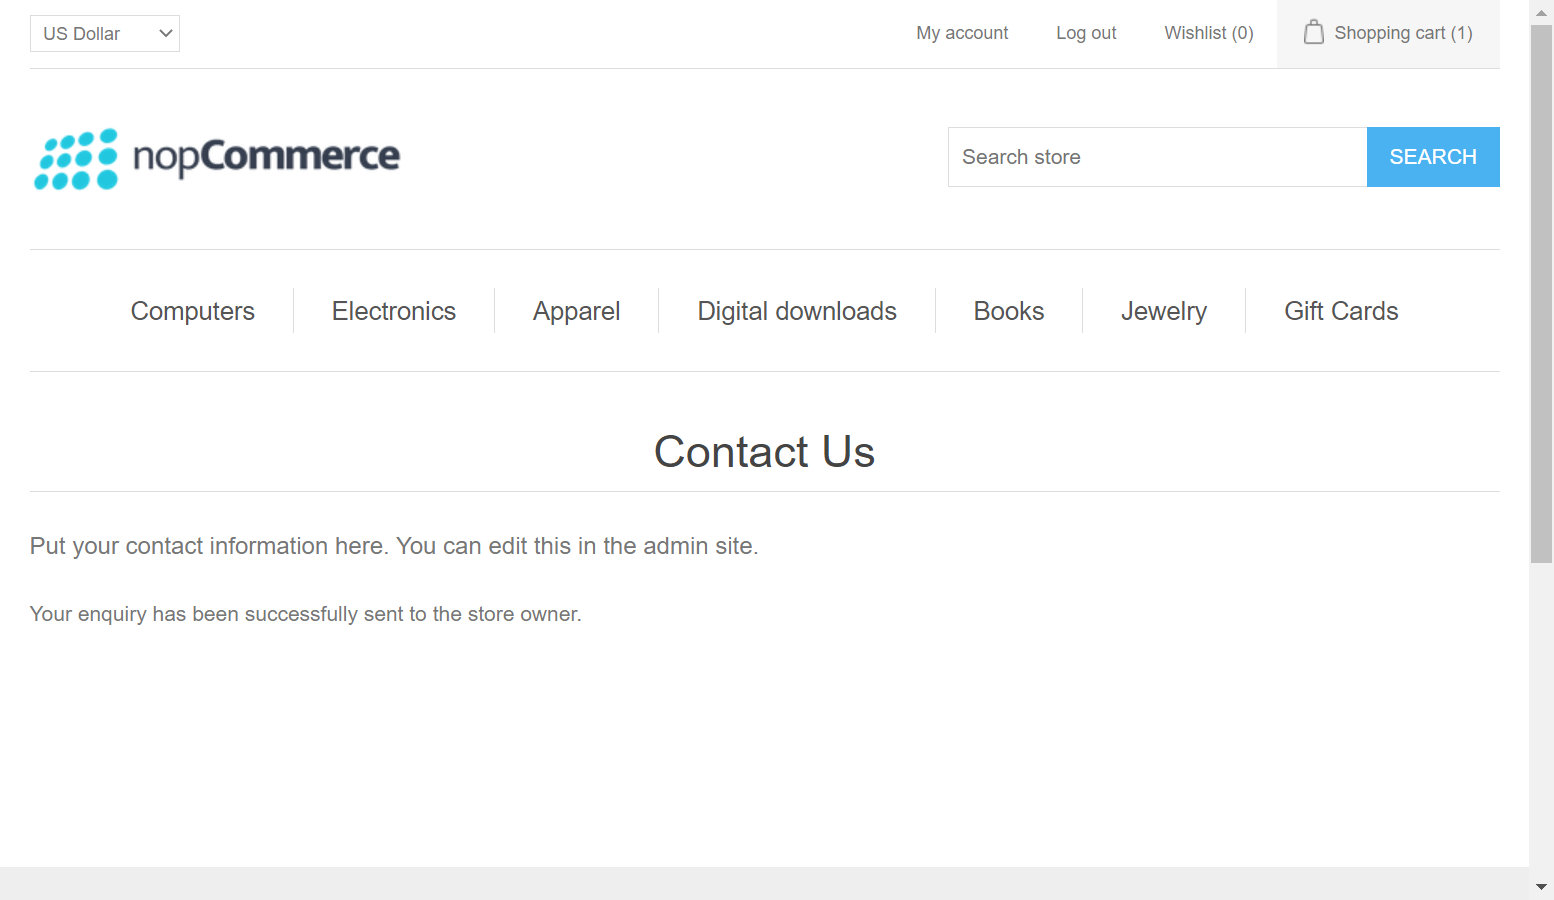 US Dollar
My account
Log out
Wishlist (0)
Shopping cart (1)
nopCommerce
Search store
SEARCH
Computers
Electronics
Apparel
Digital downloads
Books
Jewelry
Gift Cards
Contact Us
Put your contact information here. You can edit this in the admin site.
Your enquiry has been successfully sent to the store owner.